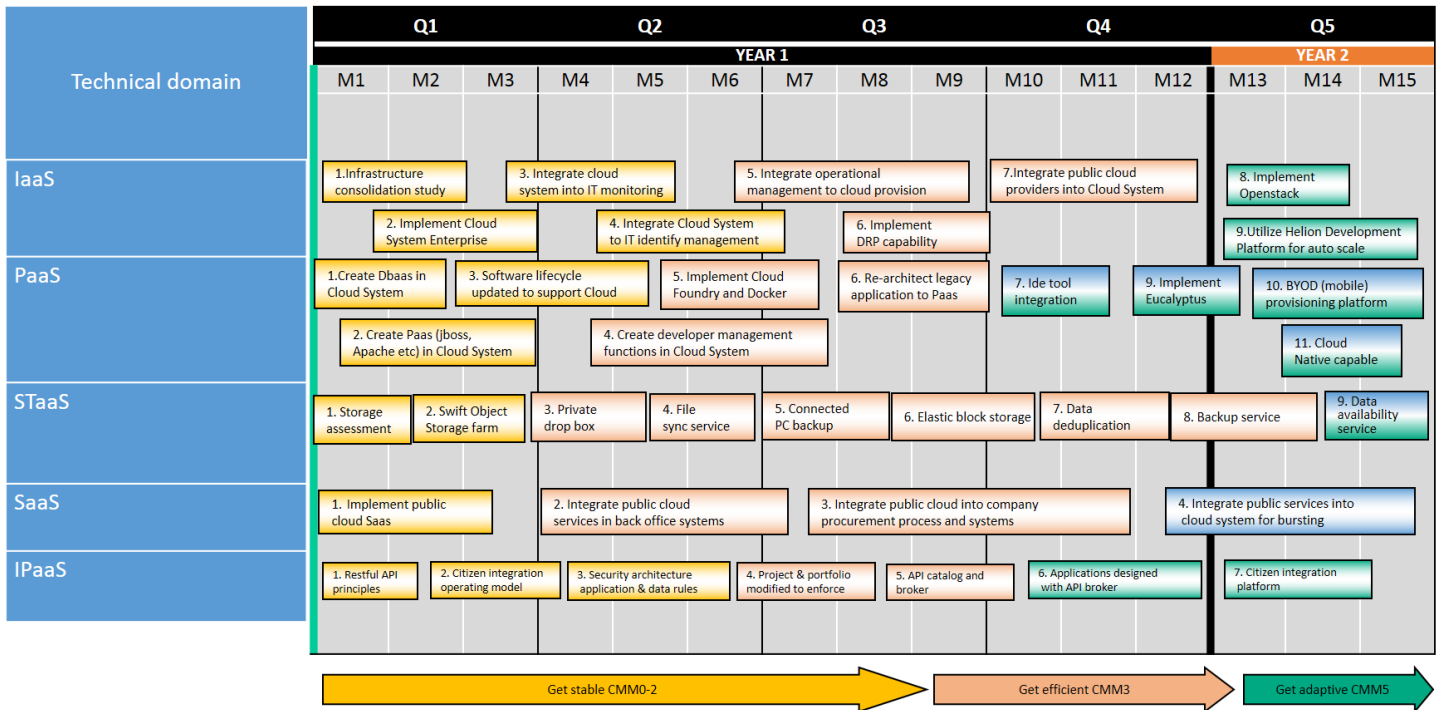 Technical domain
Q1 Q2 Q3 Q4 Q5
YEAR 1 YEAR 2
M1 M2 M3 M4 M5 M6 M7 M8 M9 M10 M11 M12 M13 M14 M15
IaaS
1.Infrastructure
consolidation study
3. Integrate cloud
system into IT monitoring
5. Integrate operational
management to cloud provision
7.Integrate public cloud
providers into Cloud System
8. Implement
Openstack
2. Implement Cloud
System Enterprise
4. Integrate Cloud System
to IT identify management
6. Implement
DRP capability
9.Utilize Helion Development
Platform for auto scale
PaaS
1.Create Dbaas in
Cloud System
3. Software lifecycle
updated to support Cloud
5. Implement Cloud
Foundry and Docker
6. Re-architect legacy
application to Paas
7. Ide tool
integration
9. Implement
Eucalyptus
10. BYOD (mobile)
provisioning platform
2. Create Paas (jboss,
Apache etc) in Cloud System
4. Create developer management
functions in Cloud System
11. Cloud
Native capable
STaaS
1. Storage
assessment
2. Swift Object
Storage farm
3. Private
drop box
4. File
sync service
5. Connected
PC backup
6. Elastic block storage
7. Data
deduplication
8. Backup service
9. Data
availability
service
SaaS
1. Implement public
cloud Saas
2. Integrate public cloud
services in back office systems
3. Integrate public cloud into company
procurement process and systems
4. Integrate public services into
cloud system for bursting
IPaaS
1. Restful API
principles
2. Citizen integration
operating model
3. Security architecture
application & data rules
4. Project & portfolio
modified to enforce
5. API catalog and
broker
6. Applications designed
with API broker
7. Citizen integration
platform
Get stable CMM0-2
Get efficient CMM3
Get adaptive CMM5